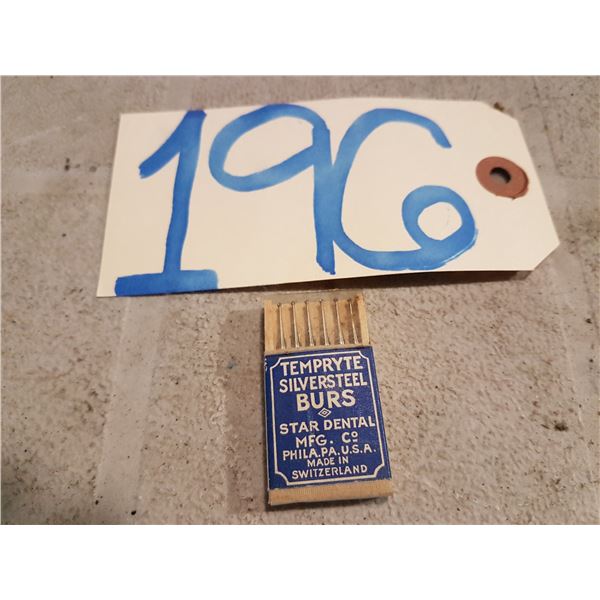 196
TEMPRYTE
SILVERSTEEL
BURS
STAR DENTAL
MFG. Cº
PHILA. PA. U.S.A.
MADE IN
SWITZERLAND